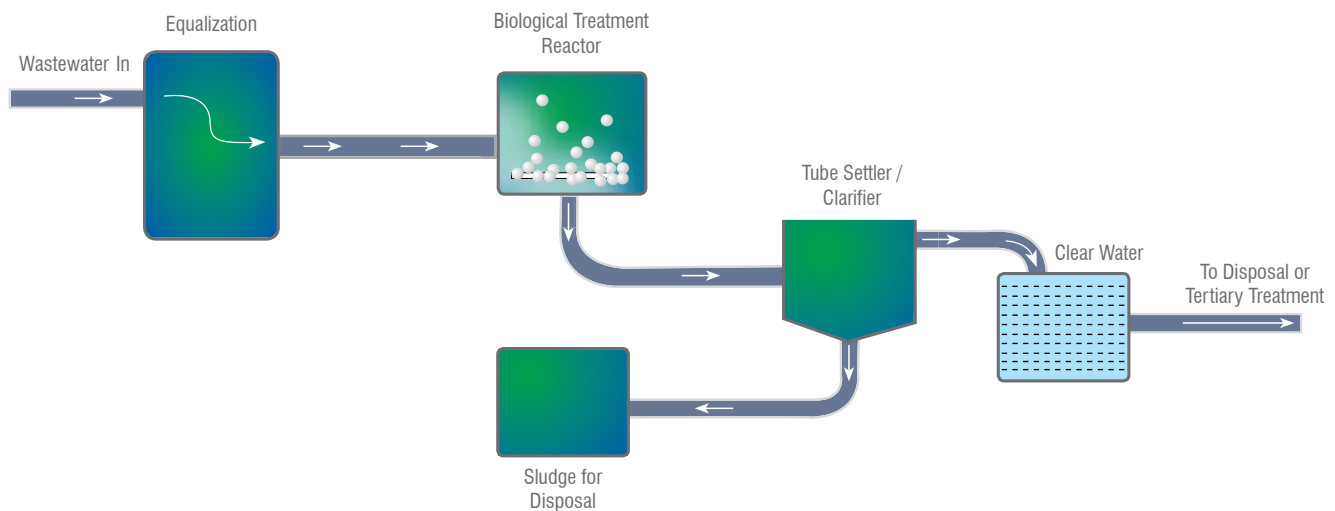 Equalization
Wastewater In
Biological Treatment
Reactor
Tube Settler /
Clarifier
Clear Water
To Disposal or
Tertiary Treatment
Sludge for
Disposal